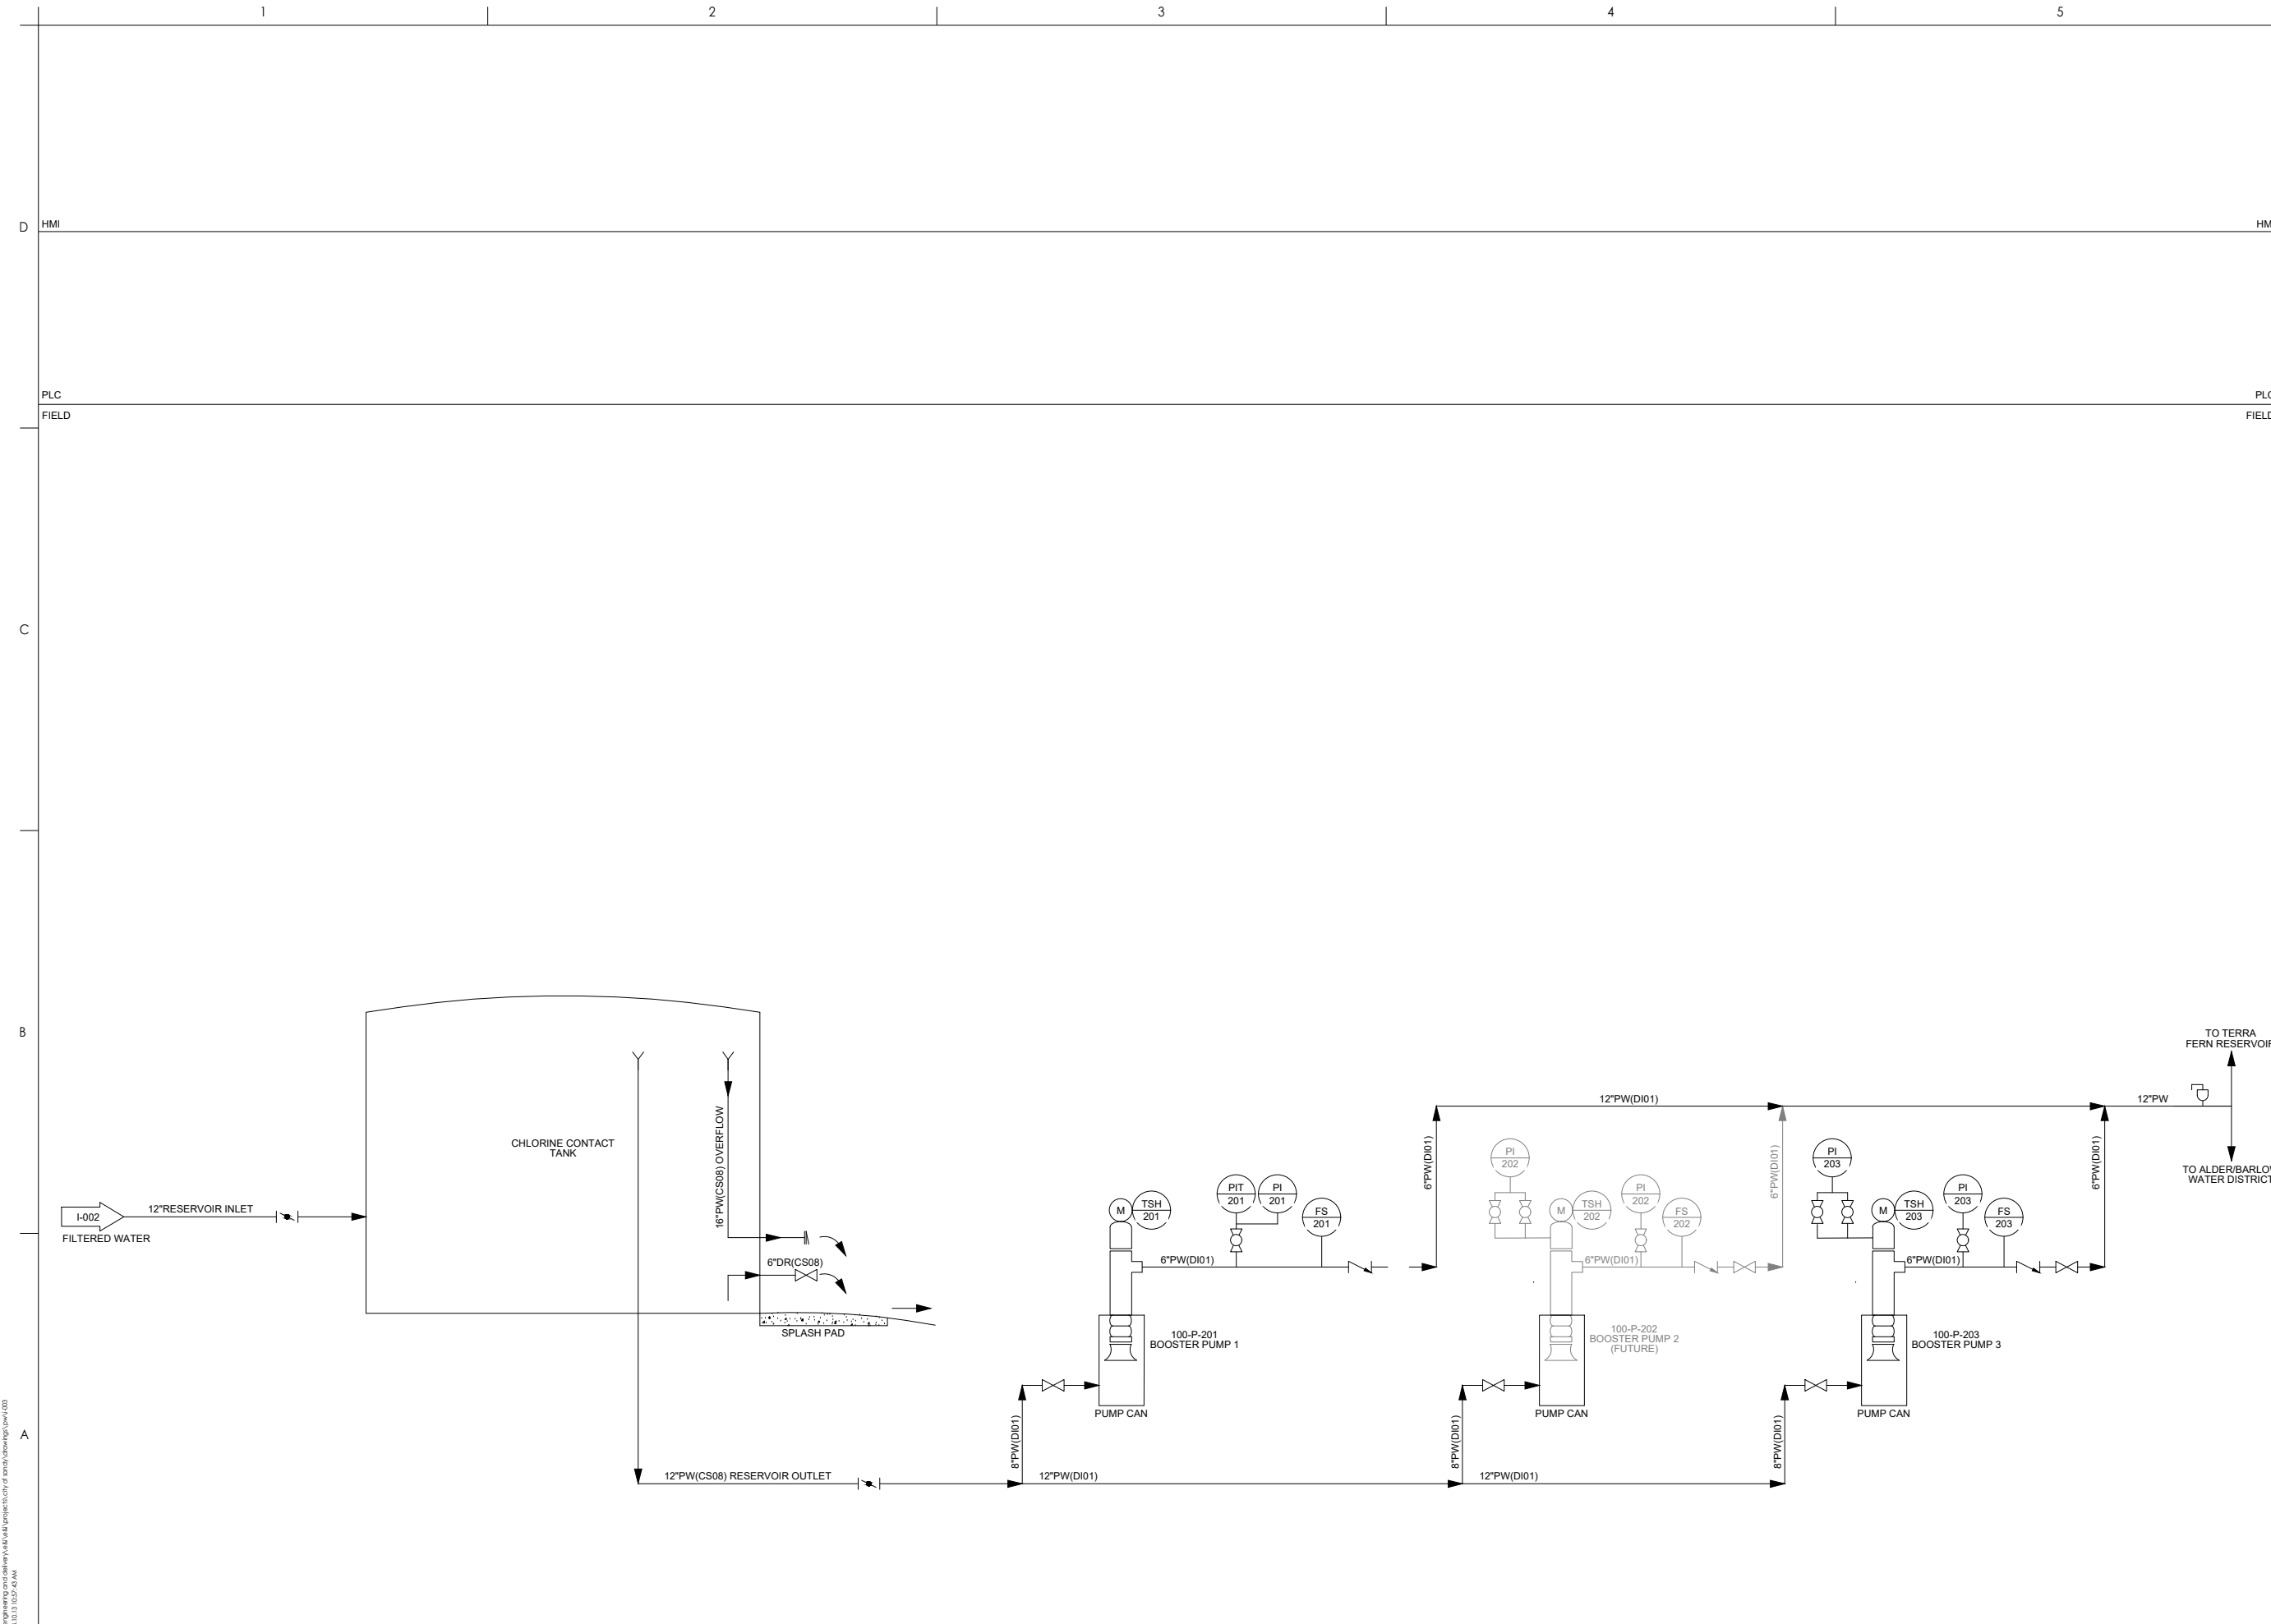 1
2
3
4
5
D
HMI
HM
PLC
PLC
FIELD
FIELD
C
B
TO TERRA
FERN RESERVOIR
12"PW(DI01)
12"PW
6"PW(DI01)
6"PW(DI01)
6"PW(DI01)
16"PW(CS08) OVERFLOW
CHLORINE CONTACT
TANK
PI
202
PI
203
TO ALDER/BARLOW
WATER DISTRICT
I-002
12"RESERVOIR INLET
FILTERED WATER
M
TSH
201
PIT
201
PI
201
FS
201
M
TSH
202
PI
202
FS
202
M
TSH
203
PI
203
FS
203
6"DR(CS08)
6"PW(DI01)
6"PW(DI01)
6"PW(DI01)
SPLASH PAD
100-P-201
BOOSTER PUMP 1
100-P-202
BOOSTER PUMP 2
(FUTURE)
100-P-203
BOOSTER PUMP 3
PUMP CAN
PUMP CAN
PUMP CAN
A
8"PW(DI01)
8"PW(DI01)
8"PW(DI01)
12"PW(CS08) RESERVOIR OUTLET
12"PW(DI01)
12"PW(DI01)